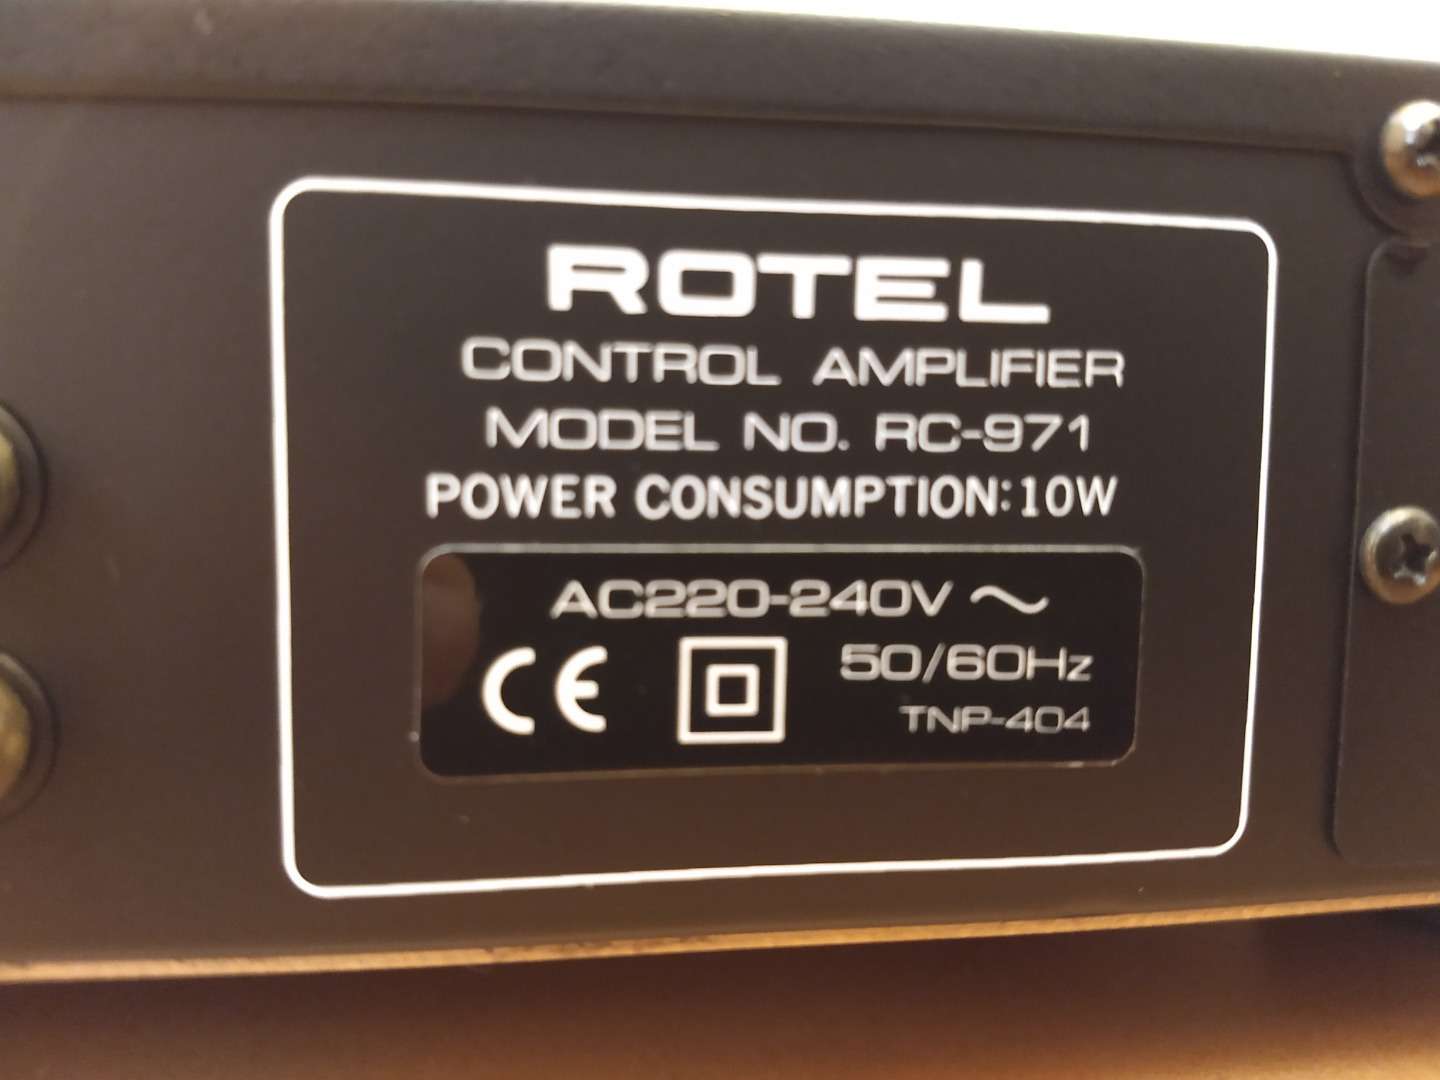 ROTEL
CONTROL AMPLIFIER
MODEL NO. RC-971
POWER CONSUMPTION:10W
AC220-240V ~
CE 50/60Hz
TNP-404